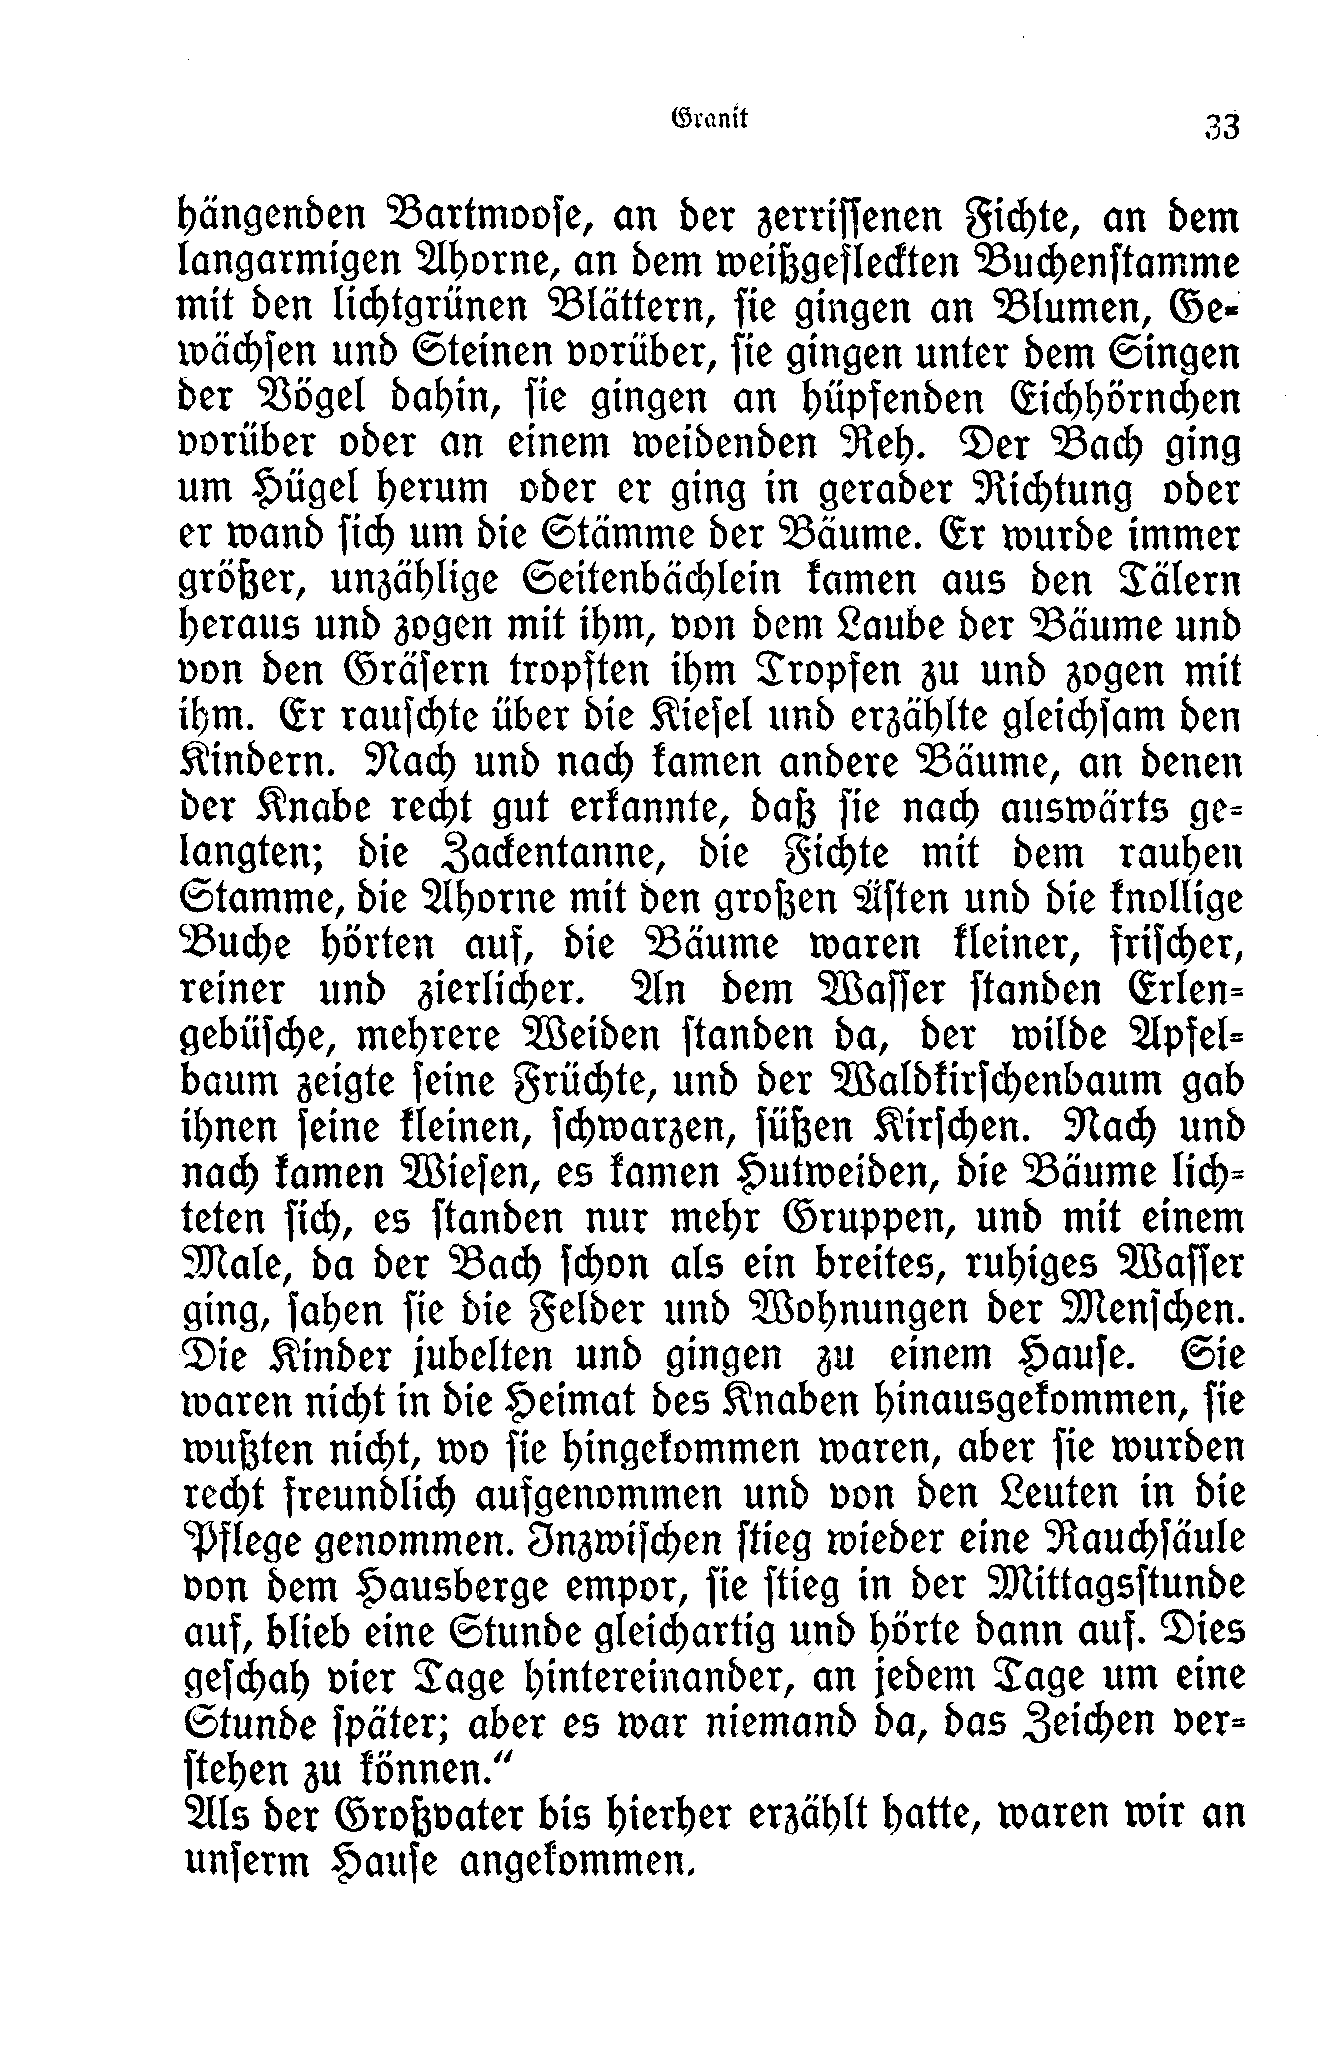 Granit
33
hängenden Bartmoose, an der zerrissenen Fichte, an dem
langarmigen Ahorne, an dem weißgefleckten Buchenstamme
mit den lichtgrünen Blättern, sie gingen an Blumen, Ge-
wächsen und Steinen vorüber, sie gingen unter dem Singen
der Vögel dahin, sie gingen an hüpfenden Eichhörnchen
vorüber oder an einem weidenden Reh. Der Bach ging
um Hügel herum oder er ging in gerader Richtung oder
er wand sich um die Stämme der Bäume. Er wurde immer
größer, unzählige Seitenbächlein kamen aus den Tälern
heraus und zogen mit ihm, von dem Laube der Bäume und
von den Gräsern tropften ihm Tropfen zu und zogen mit
ihm. Er rauschte über die Kiesel und erzählte gleichsam den
Kindern. Nach und nach kamen andere Bäume, an denen
der Knabe recht gut erkannte, daß sie nach auswärts ge-
langten; die Zackentanne, die Fichte mit dem rauhen
Stamme, die Ahorne mit den großen Ästen und die knollige
Buche hörten auf, die Bäume waren kleiner, frischer,
reiner und zierlicher. An dem Wasser standen Erlen-
gebüsche, mehrere Weiden standen da, der wilde Apfel-
baum zeigte seine Früchte, und der Waldkirschenbaum gab
ihnen seine kleinen, schwarzen, süßen Kirschen. Nach und
nach kamen Wiesen, es kamen Hutweiden, die Bäume lich-
teten sich, es standen nur mehr Gruppen, und mit einem
Male, da der Bach schon als ein breites, ruhiges Wasser
ging, sahen sie die Felder und Wohnungen der Menschen.
Die Kinder jubelten und gingen zu einem Hause. Sie
waren nicht in die Heimat des Knaben hinausgekommen, sie
wußten nicht, wo sie hingekommen waren, aber sie wurden
recht freundlich aufgenommen und von den Leuten in die
Pflege genommen. Inzwischen stieg wieder eine Rauchsäule
von dem Hausberge empor, sie stieg in der Mittagsstunde
auf, blieb eine Stunde gleichartig und hörte dann auf. Dies
geschah vier Tage hintereinander, an jedem Tage um eine
Stunde später; aber es war niemand da, das Zeichen ver-
stehen zu können.“
Als der Großvater bis hierher erzählt hatte, waren wir an
unserm Hause angekommen.